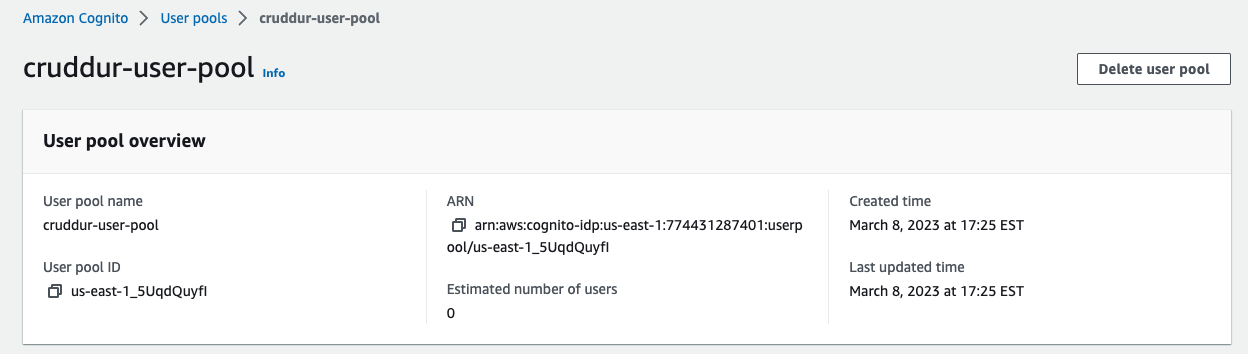 Amazon Cognito > User pools > cruddur-user-pool
cruddur-user-pool Info
Delete user pool
User pool overview
User pool name
cruddur-user-pool
User pool ID
us-east-1_5UqdQuyfI
ARN
arn:aws:cognito-idp:us-east-1:774431287401:userp
ool/us-east-1_5UqdQuyfI
Estimated number of users
0
Created time
March 8, 2023 at 17:25 EST
Last updated time
March 8, 2023 at 17:25 EST